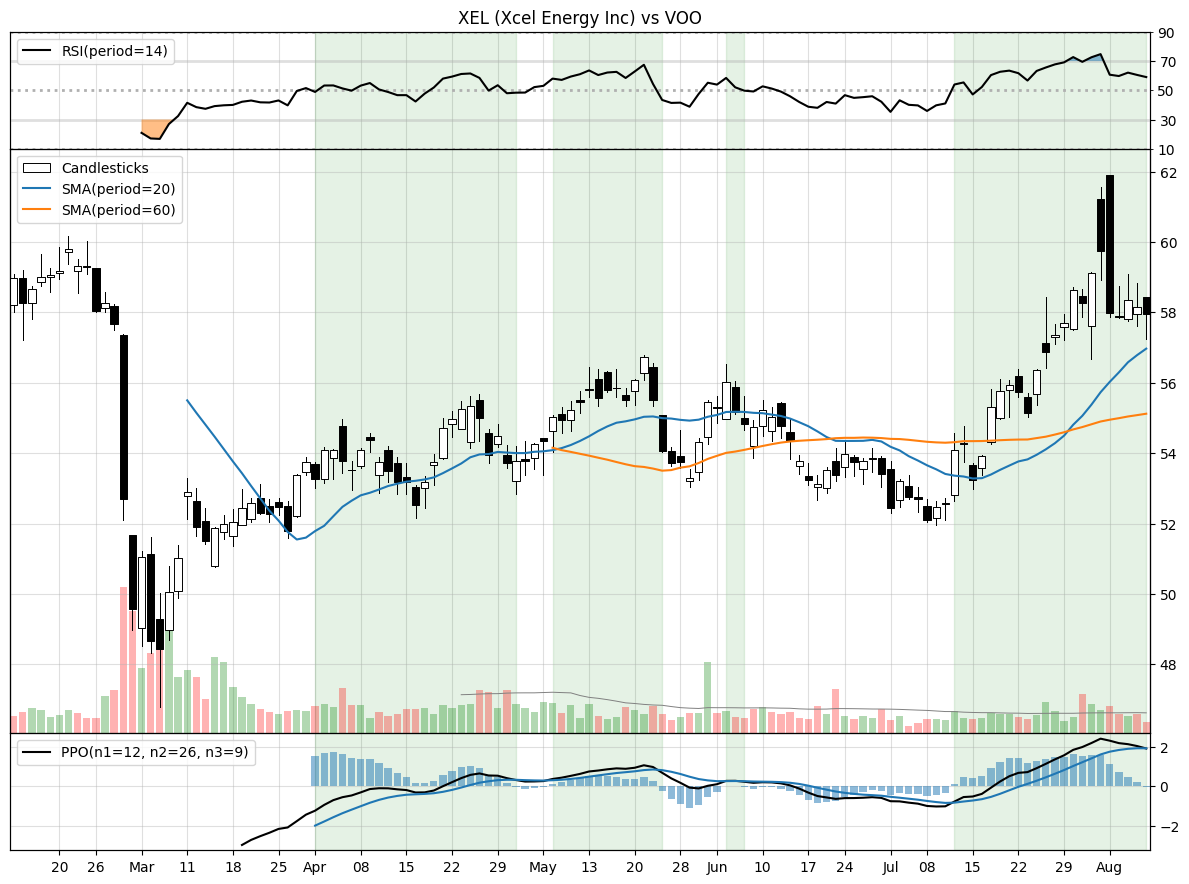 XEL (Xcel Energy Inc) vs VOO
RSI(period=14)
90
70
50
30
10
Candlesticks
SMA(period=20)
SMA(period=60)
62
60
58
56
54
52
50
48
PPO(n1=12, n2=26, n3=9)
2
0
−2
20 26 Mar 11 18 25 Apr 08 15 22 29 May 13 20 28 Jun 10 17 24 Jul 08 15 22 29 Aug